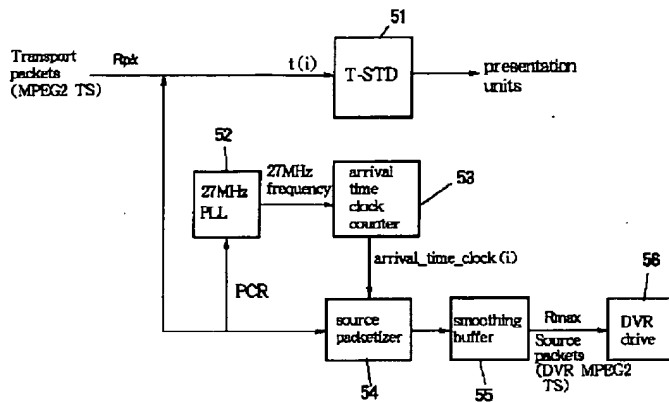 51
Transport
packets
(MPEG2 TS)
Rpk
t(i)
T-STD
presentation
units
52
27MHz
frequency
27MHz
PLL
arrival
time
clock
counter
53
arrival_time_clock(i)
PCR
56
source
packetizer
smoothing
buffer
Rmax
Source
packets
(DVR MPEG2
TS)
DVR
drive
54
55